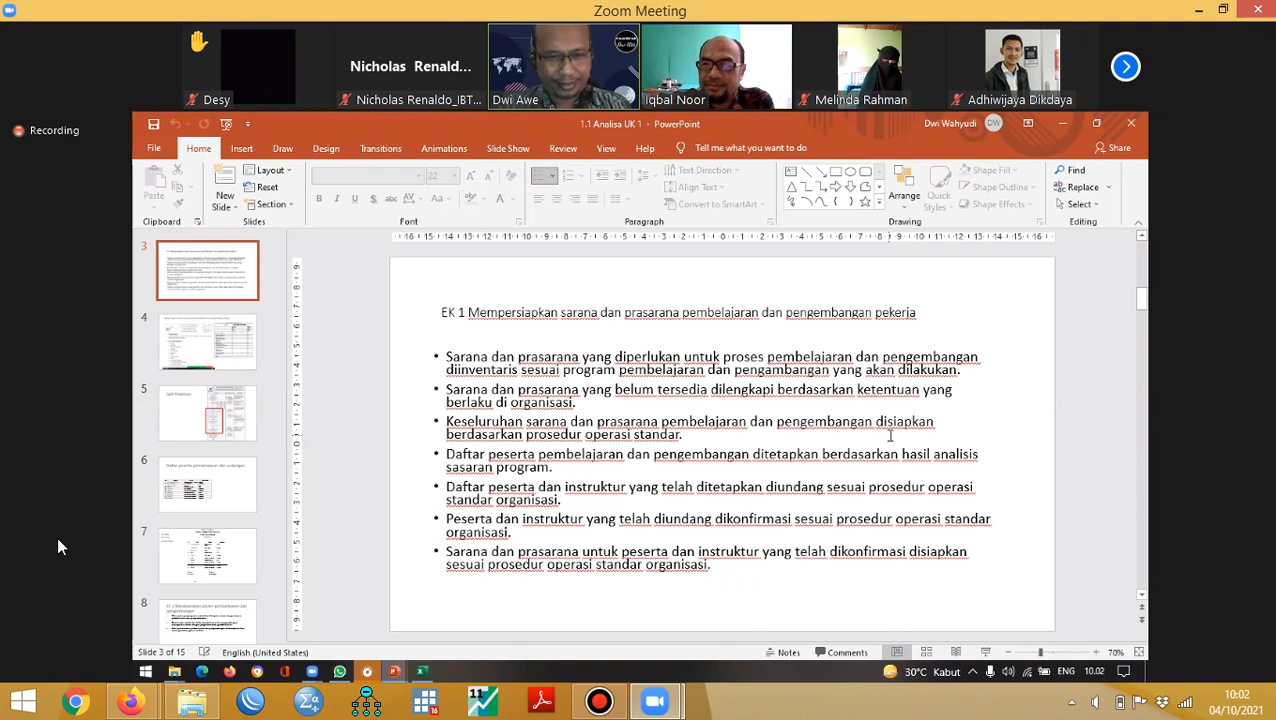 Zoom Meeting
Nicholas Renald...
Desy
Nicholas Renaldo_IBT...
Dwi Awe
Iqbal Noor
Melinda Rahman
Adhiwijaya Dikdaya
Recording
1.1 Analisa UK 1 - PowerPoint
Dwi Wahyudi
DW
File
Home
Insert
Draw
Design
Transitions
Animations
Slide Show
Review
View
Help
Tell me what you want to do
Share
Paste
New Slide
Layout
Reset
Section
22
Text Direction
Align Text
Convert to SmartArt
Arrange
Quick Styles
Shape Fill
Shape Outline
Shape Effects
Find
Replace
Select
Clipboard
Slides
Font
Paragraph
Drawing
Editing
3
4
5
6
7
8
EK 1 Mempersiapkan sarana dan prasarana pembelajaran dan pengembangan pekerja
Sarana dan prasarana yang diperlukan untuk proses pembelajaran dan pengembangan
diinventaris sesuai program pembelajaran dan pengambangan yang akan dilakukan.
• Sarana dan prasarana yang belum tersedia dilengkapi berdasarkan ketentuan yang
berlaku di organisasi.
• Keseluruhan sarana dan prasarana pembelajaran dan pengembangan disiapkan
berdasarkan prosedur operasi standar.
• Daftar peserta pembelajaran dan pengembangan ditetapkan berdasarkan hasil analisis
sasaran program.
• Daftar peserta dan instruktur yang telah ditetapkan diundang sesuai prosedur operasi
standar organisasi.
• Peserta dan instruktur yang telah diundang dikonfirmasi sesuai prosedur operasi standar
organisasi.
• Sarana dan prasarana untuk peserta dan instruktur yang telah dikonfirmasi disiapkan
sesuai prosedur operasi standar organisasi.
Slide 3 of 15
English (United States)
Notes
Comments
70%
30°C Kabut
ENG
10.02
10:02
04/10/2021